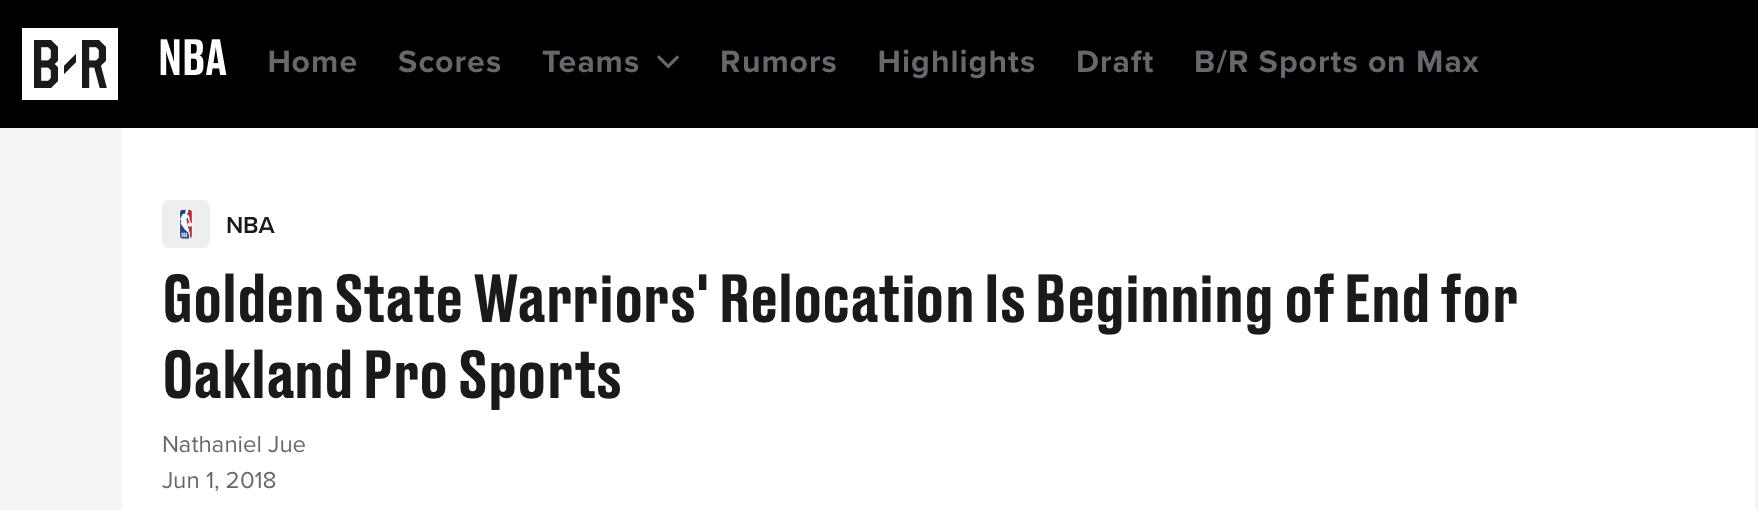 B/R NBA Home Scores Teams Rumors Highlights Draft B/R Sports on Max
NBA
Golden State Warriors' Relocation Is Beginning of End for
Oakland Pro Sports
Nathaniel Jue
Jun 1, 2018